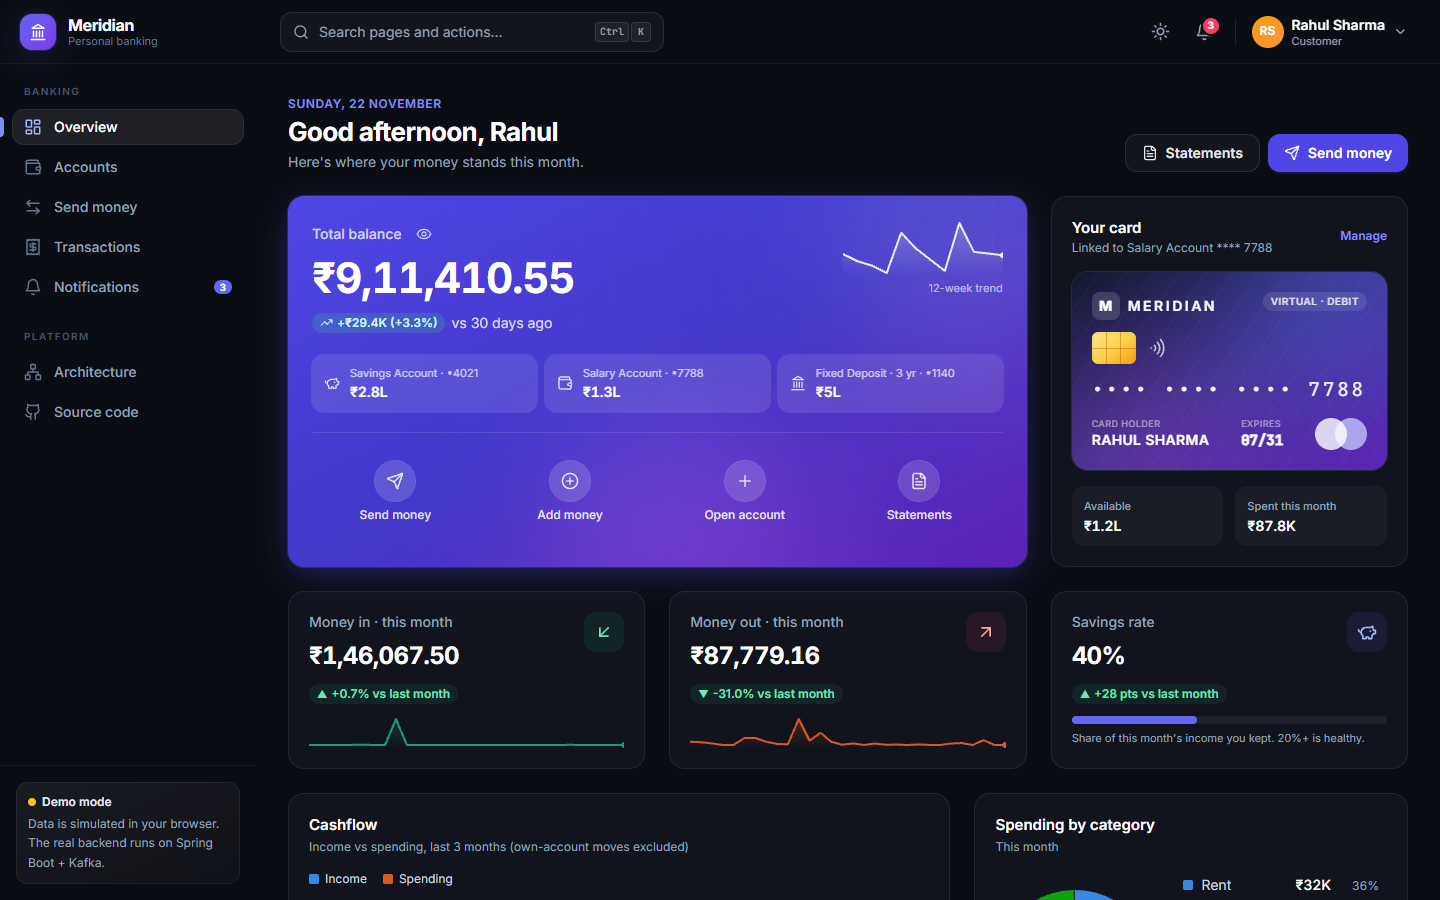 Meridian
Personal banking
Search pages and actions...
Ctrl K
3
RS
Rahul Sharma
Customer
BANKING
Overview
Accounts
Send money
Transactions
Notifications 3
PLATFORM
Architecture
Source code
Demo mode
Data is simulated in your browser.
The real backend runs on Spring
Boot + Kafka.
SUNDAY, 22 NOVEMBER
Good afternoon, Rahul
Here's where your money stands this month.
Statements
Send money
Total balance
₹9,11,410.55
+₹29.4K (+3.3%) vs 30 days ago
12-week trend
Savings Account · •4021
₹2.8L
Salary Account · •7788
₹1.3L
Fixed Deposit · 3 yr · •1140
₹5L
Send money
Add money
Open account
Statements
Your card
Linked to Salary Account **** 7788
Manage
M MERIDIAN
VIRTUAL · DEBIT
•••• •••• •••• 7788
CARD HOLDER
RAHUL SHARMA
EXPIRES
07/31
Available
₹1.2L
Spent this month
₹87.8K
Money in · this month
₹1,46,067.50
▲ +0.7% vs last month
Money out · this month
₹87,779.16
▼ -31.0% vs last month
Savings rate
40%
▲ +28 pts vs last month
Share of this month's income you kept. 20%+ is healthy.
Cashflow
Income vs spending, last 3 months (own-account moves excluded)
Income
Spending
Spending by category
This month
Rent ₹32K 36%